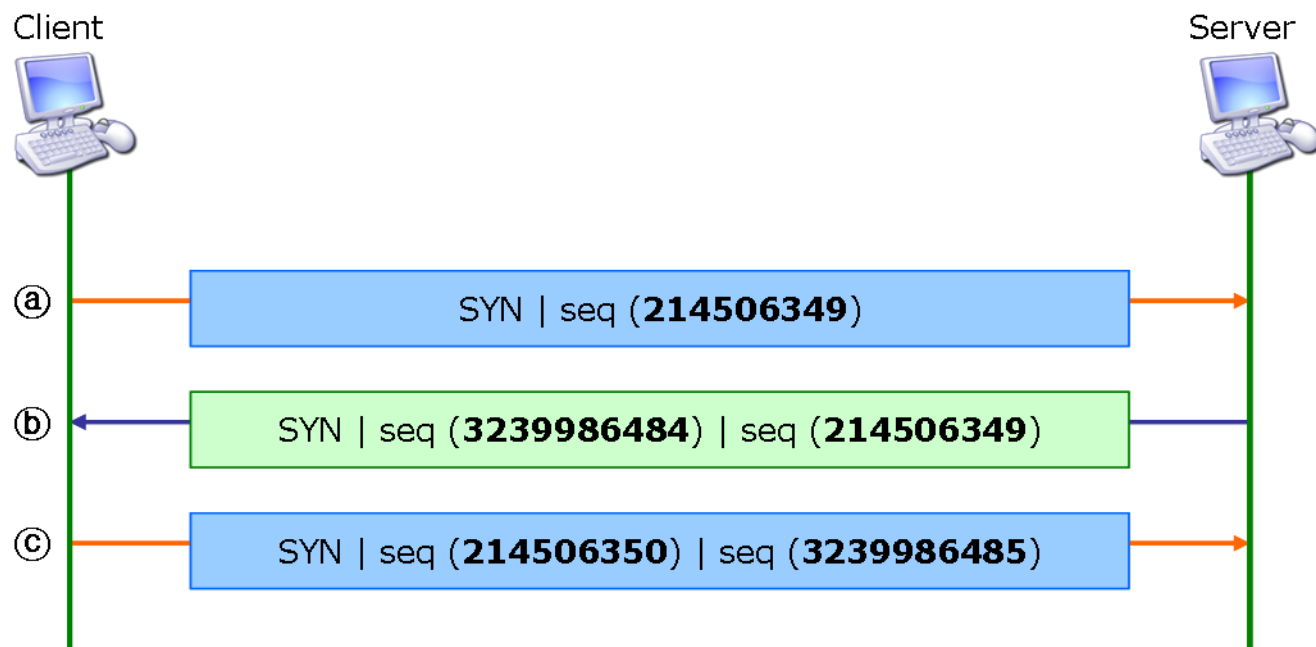 Client
Server
ⓐ
SYN | seq (214506349)
ⓑ
SYN | seq (3239986484) | seq (214506349)
ⓒ
SYN | seq (214506350) | seq (3239986485)